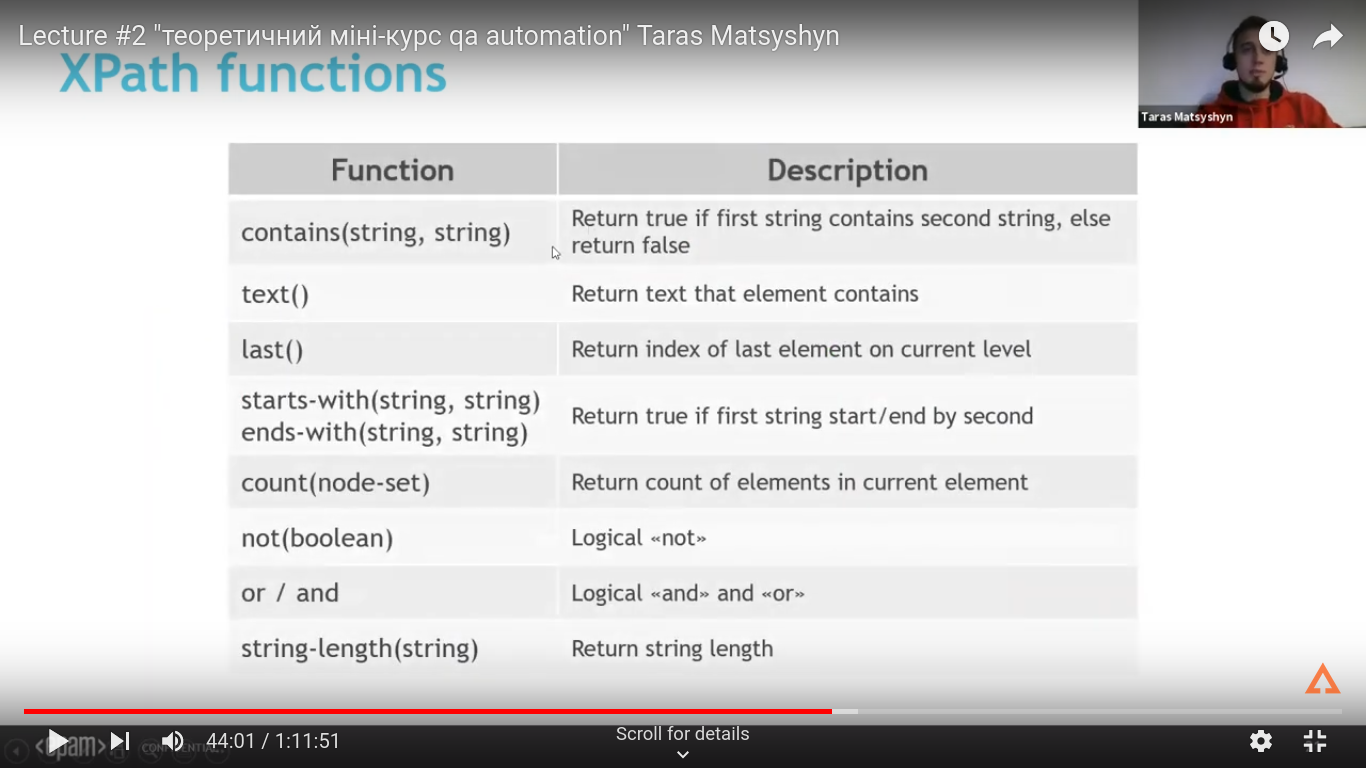 Lecture #2 "теоретичний міні-курс qa automation" Taras Matsyshyn
XPath functions
Taras Matsyshyn
Function
Description
contains(string, string)
Return true if first string contains second string, else
return false
text()
Return text that element contains
last()
Return index of last element on current level
starts-with(string, string)
ends-with(string, string)
Return true if first string start/end by second
count(node-set)
Return count of elements in current element
not(boolean)
Logical «not»
or / and
Logical «and» and «or»
string-length(string)
Return string length
<epam>
CONFIDENTIAL
44:01 / 1:11:51
Scroll for details